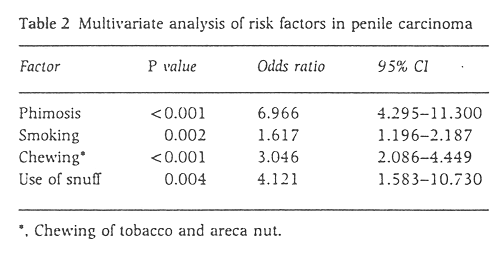 Table 2 Multivariate analysis of risk factors in penile carcinoma
Factor P value Odds ratio 95% CI
Phimosis <0.001 6.966 4.295–11.300
Smoking 0.002 1.617 1.196–2.187
Chewing* <0.001 3.046 2.086–4.449
Use of snuff 0.004 4.121 1.583–10.730
*, Chewing of tobacco and areca nut.